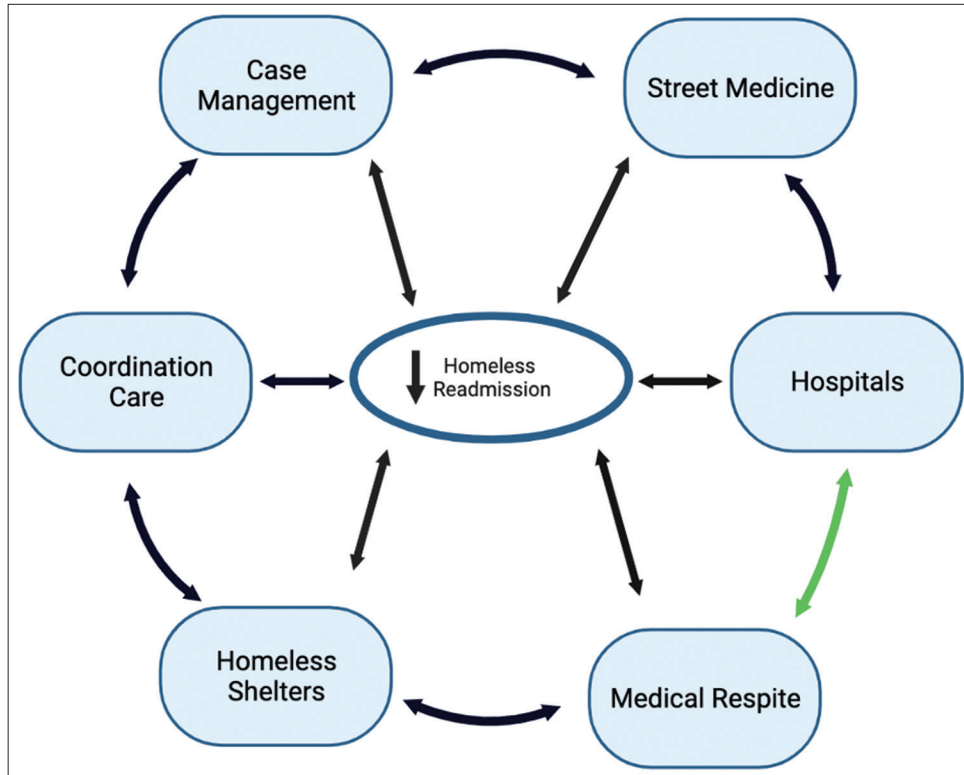 Case
Management
Street Medicine
Coordination
Care
Homeless
Readmission
Hospitals
Homeless
Shelters
Medical Respite